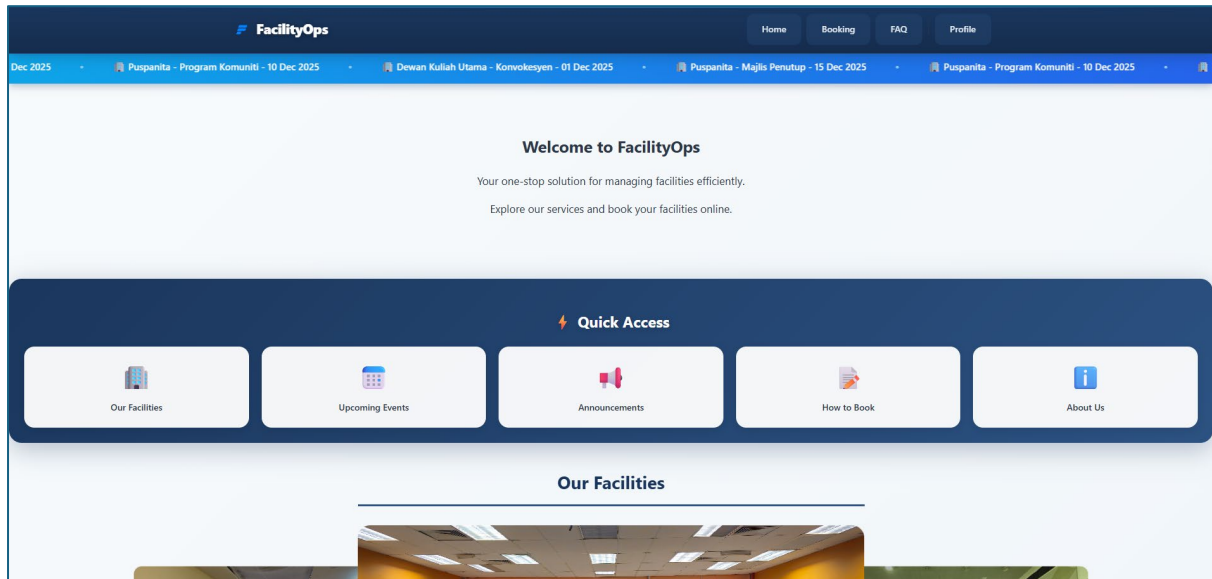 FacilityOps
Home Booking FAQ Profile
Dec 2025 • Puspanita - Program Komuniti - 10 Dec 2025 • Dewan Kuliah Utama - Konvokesyen - 01 Dec 2025 • Puspanita - Majlis Penutup - 15 Dec 2025 • Puspanita - Program Komuniti - 10 Dec 2025 •
Welcome to FacilityOps
Your one-stop solution for managing facilities efficiently.
Explore our services and book your facilities online.
Quick Access
Our Facilities
Upcoming Events
Announcements
How to Book
About Us
Our Facilities